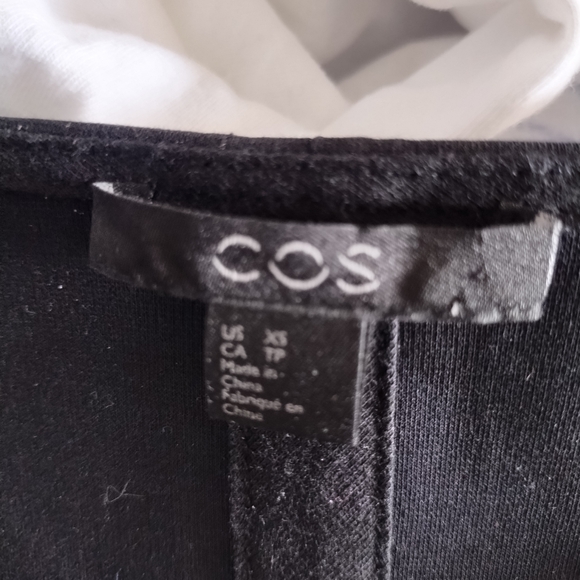 COS
US XS
CA TP
Made in
China
Fabriqué en
Chine